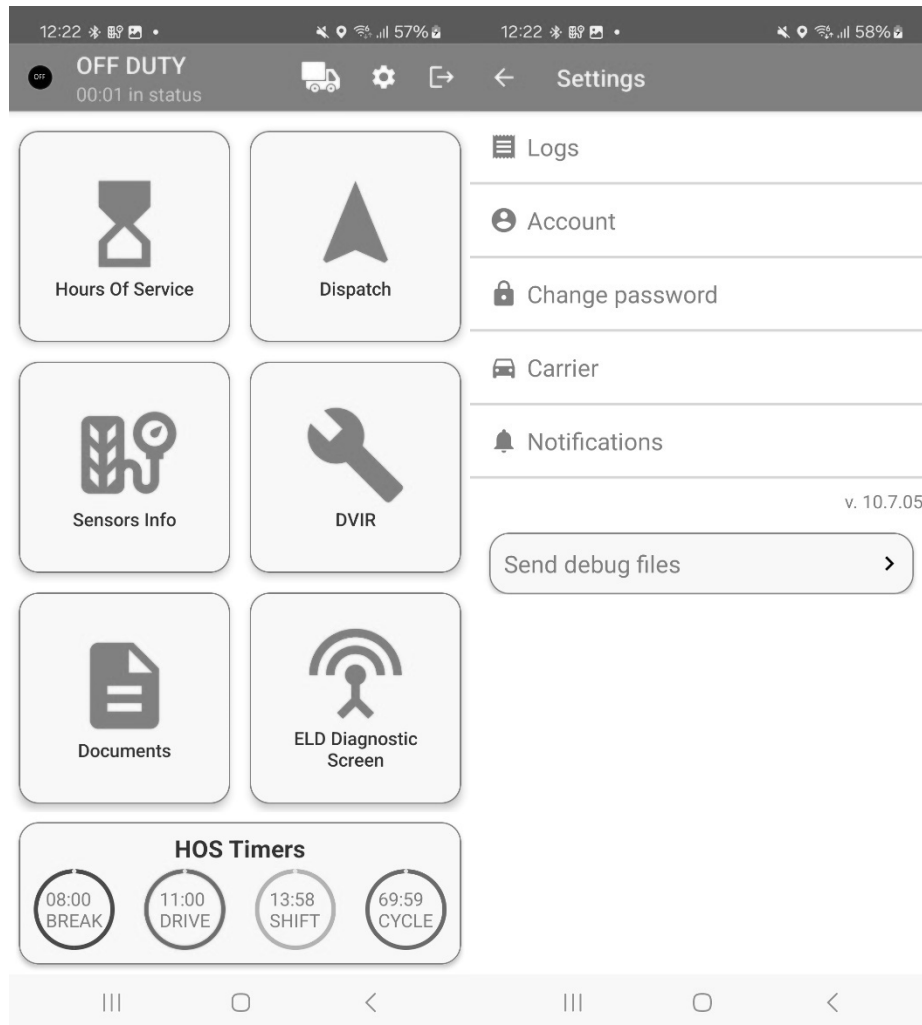 12:22
57%
OFF
OFF DUTY
00:01 in status
Hours Of Service
Dispatch
Sensors Info
DVIR
Documents
ELD Diagnostic
Screen
HOS Timers
08:00
BREAK
11:00
DRIVE
13:58
SHIFT
69:59
CYCLE
12:22
58%
Settings
Logs
Account
Change password
Carrier
Notifications
v. 10.7.05
Send debug files